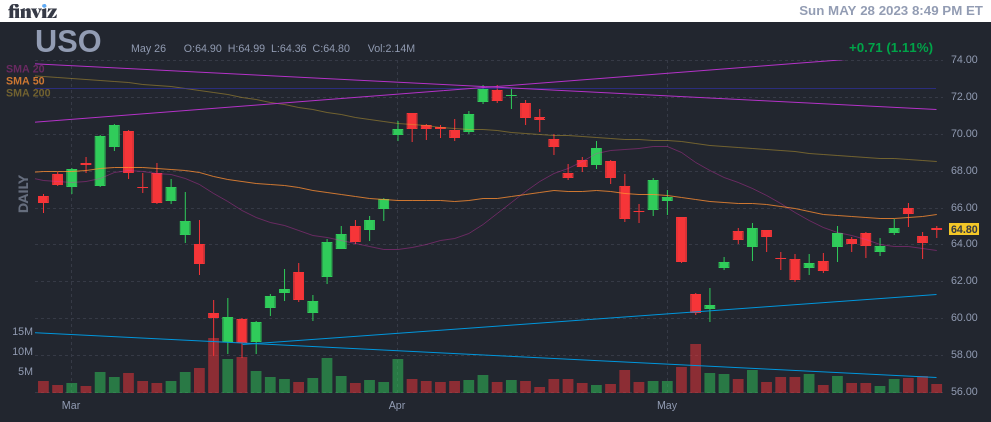 finviz
Sun MAY 28 2023 8:49 PM ET
USO
May 26 O:64.90 H:64.99 L:64.36 C:64.80 Vol:2.14M
+0.71 (1.11%)
SMA 20
SMA 50
SMA 200
DAILY
74.00
72.00
70.00
68.00
66.00
64.80
64.00
62.00
60.00
58.00
56.00
15M
10M
5M
Mar Apr May